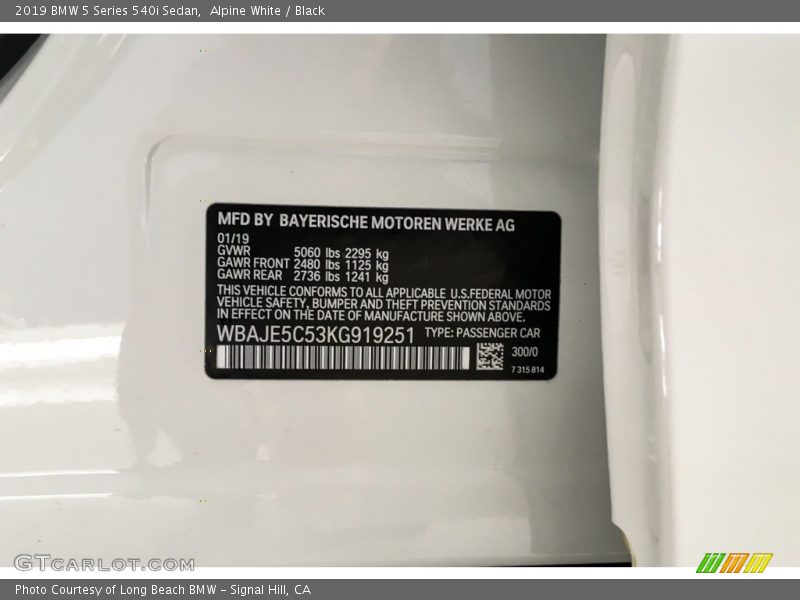 2019 BMW 5 Series 540i Sedan,  Alpine White / Black
MFD BY BAYERISCHE MOTOREN WERKE AG
01/19
GVWR 5060 lbs 2295 kg
GAWR FRONT 2480 lbs 1125 kg
GAWR REAR 2736 lbs 1241 kg
THIS VEHICLE CONFORMS TO ALL APPLICABLE U.S.FEDERAL MOTOR
VEHICLE SAFETY, BUMPER AND THEFT PREVENTION STANDARDS
IN EFFECT ON THE DATE OF MANUFACTURE SHOWN ABOVE.
WBAJE5C53KG919251 TYPE: PASSENGER CAR
300/0
7 315 814
GTCARLOT.COM
Photo Courtesy of Long Beach BMW - Signal Hill, CA